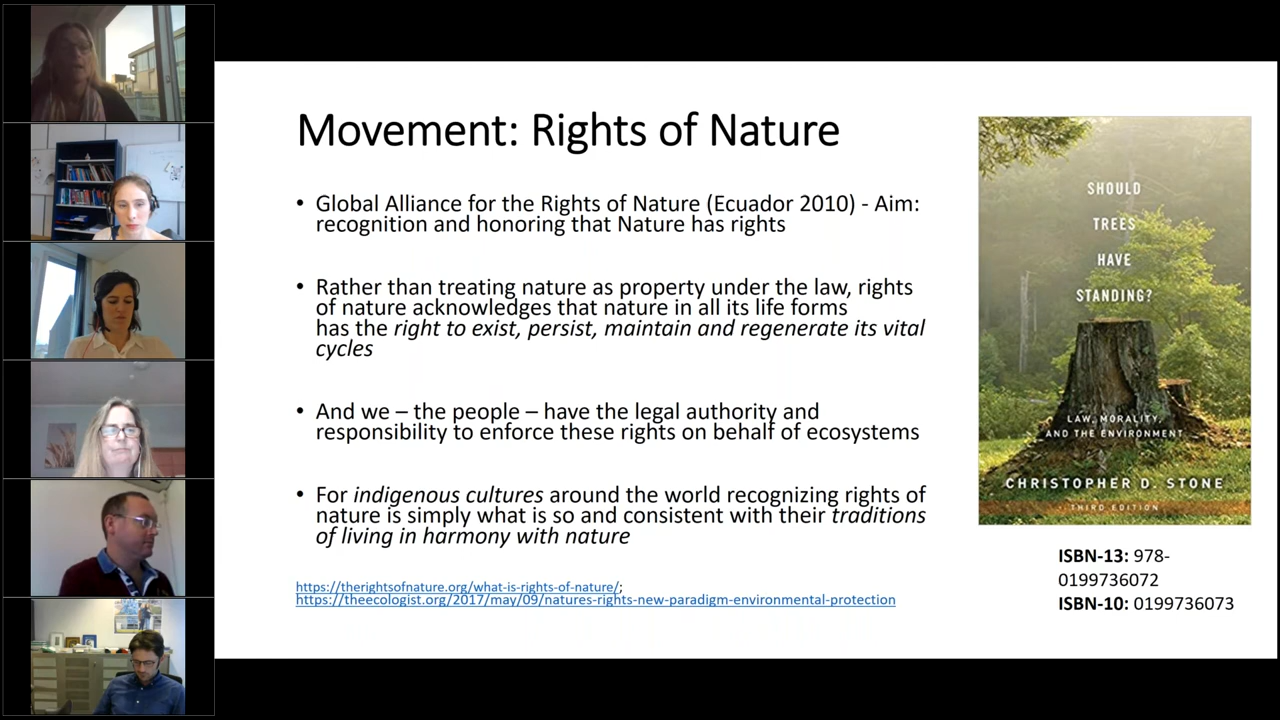 Movement: Rights of Nature
• Global Alliance for the Rights of Nature (Ecuador 2010) - Aim:
recognition and honoring that Nature has rights
• Rather than treating nature as property under the law, rights
of nature acknowledges that nature in all its life forms
has the right to exist, persist, maintain and regenerate its vital
cycles
• And we – the people – have the legal authority and
responsibility to enforce these rights on behalf of ecosystems
• For indigenous cultures around the world recognizing rights of
nature is simply what is so and consistent with their traditions
of living in harmony with nature
https://therightsofnature.org/what-is-rights-of-nature/;
https://theecologist.org/2017/may/09/natures-rights-new-paradigm-environmental-protection
SHOULD
TREES
HAVE
STANDING?
LAW, MORALITY,
AND THE ENVIRONMENT
CHRISTOPHER D. STONE
THIRD EDITION
ISBN-13: 978-
0199736072
ISBN-10: 0199736073